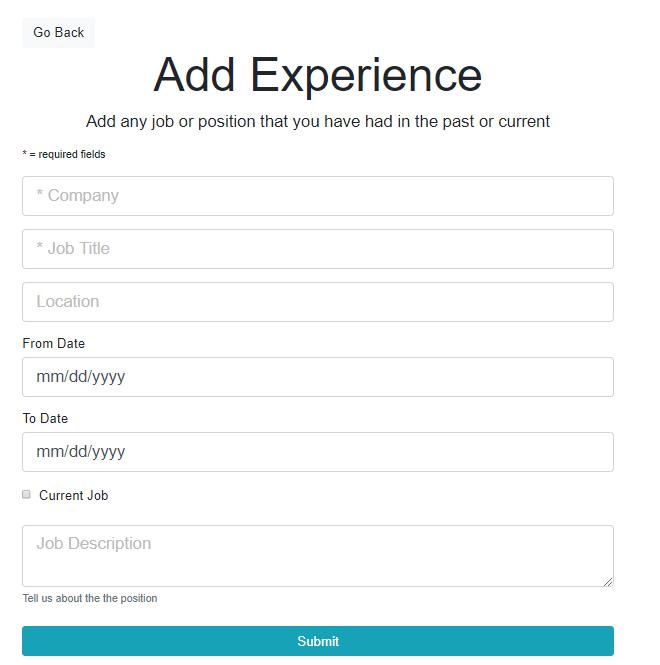 Go Back
Add Experience
Add any job or position that you have had in the past or current
* = required fields
* Company
* Job Title
Location
From Date
mm/dd/yyyy
To Date
mm/dd/yyyy
Current Job
Job Description
Tell us about the the position
Submit